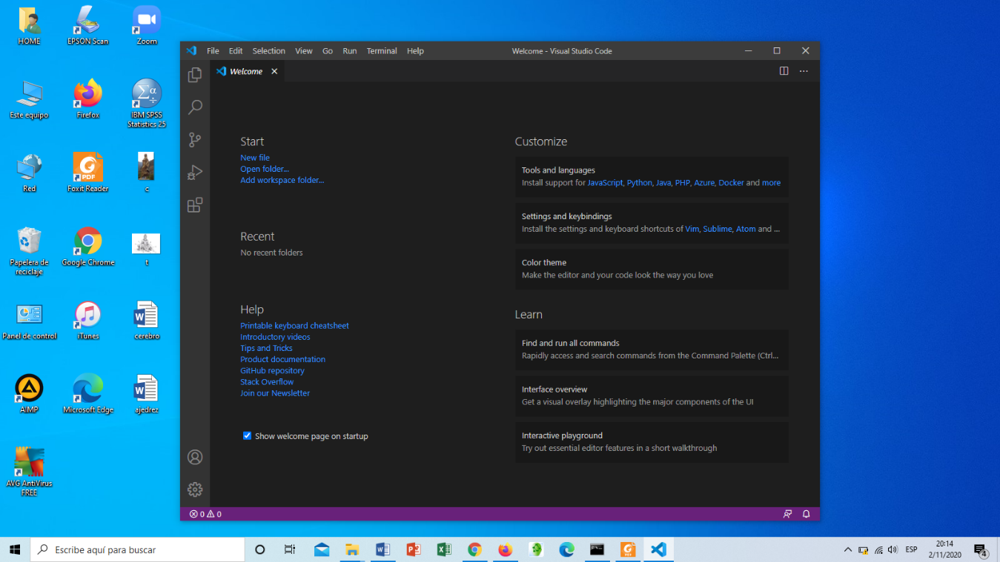 HOME
EPSON Scan
Zoom
Este equipo
Firefox
IBM SPSS
Statistics 25
Red
Foxit Reader
c
Papelera de
reciclaje
Google Chrome
t
Panel de control
iTunes
cerebro
AIMP
Microsoft Edge
ajedrez
AVG AntiVirus
FREE
File Edit Selection View Go Run Terminal Help
Welcome - Visual Studio Code
Welcome
Start
New file
Open folder...
Add workspace folder...
Recent
No recent folders
Help
Printable keyboard cheatsheet
Introductory videos
Tips and Tricks
Product documentation
GitHub repository
Stack Overflow
Join our Newsletter
Show welcome page on startup
Customize
Tools and languages
Install support for JavaScript, Python, Java, PHP, Azure, Docker and more
Settings and keybindings
Install the settings and keyboard shortcuts of Vim, Sublime, Atom and ...
Color theme
Make the editor and your code look the way you love
Learn
Find and run all commands
Rapidly access and search commands from the Command Palette (Ctrl...
Interface overview
Get a visual overlay highlighting the major components of the UI
Interactive playground
Try out essential editor features in a short walkthrough
0 0
Escribe aquí para buscar
ESP
20:14
2/11/2020
4